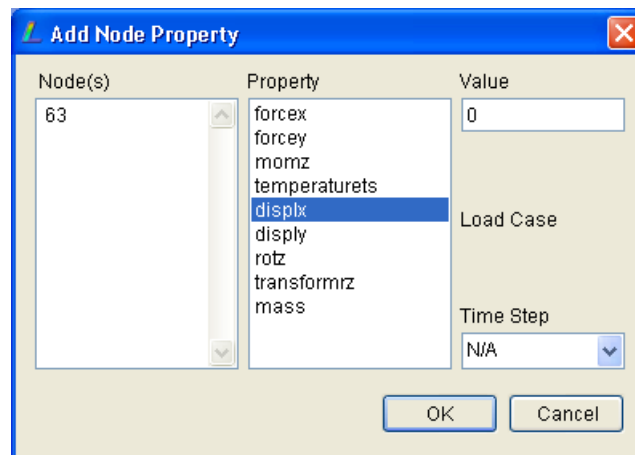 Add Node Property
Node(s)
63
Property
forcex
forcey
momz
temperaturets
displx
disply
rotz
transformrz
mass
Value
0
Load Case
Time Step
N/A
OK
Cancel